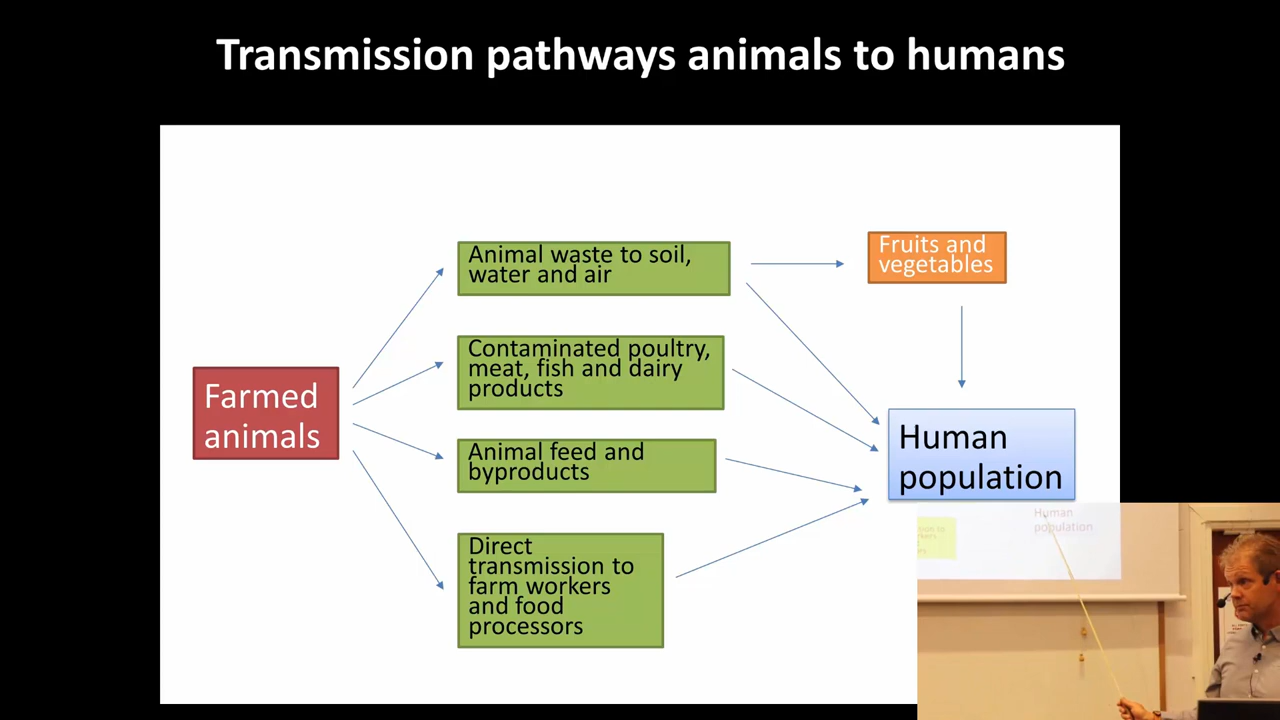 Transmission pathways animals to humans
Animal waste to soil,
water and air
Fruits and
vegetables
Contaminated poultry,
meat, fish and dairy
products
Farmed
animals
Human
population
Animal feed and
byproducts
Direct
transmission to
farm workers
and food
processors
Human
population